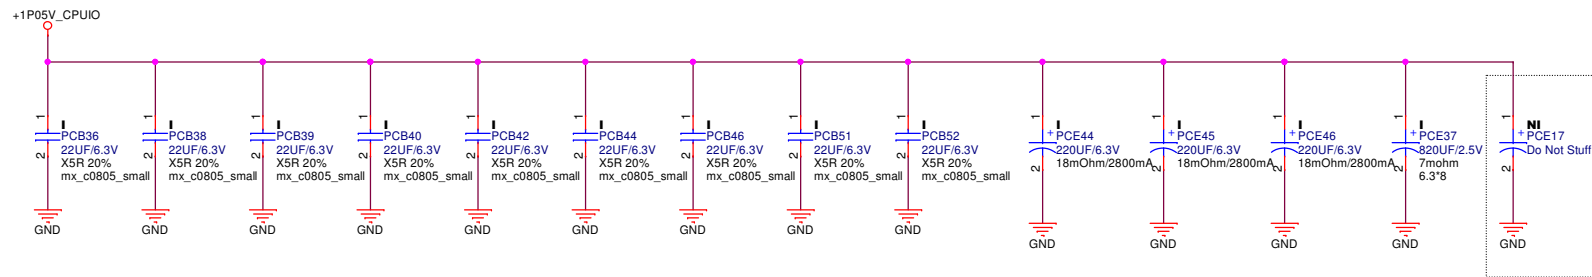 +1P05V_CPUIO
1
I
PCB36
22UF/6.3V
2
X5R 20%
mx_c0805_small
GND
1
I
PCB38
22UF/6.3V
2
X5R 20%
mx_c0805_small
GND
1
I
PCB39
22UF/6.3V
2
X5R 20%
mx_c0805_small
GND
1
I
PCB40
22UF/6.3V
2
X5R 20%
mx_c0805_small
GND
1
I
PCB42
22UF/6.3V
2
X5R 20%
mx_c0805_small
GND
1
I
PCB44
22UF/6.3V
2
X5R 20%
mx_c0805_small
GND
1
I
PCB46
22UF/6.3V
2
X5R 20%
mx_c0805_small
GND
1
I
PCB51
22UF/6.3V
2
X5R 20%
mx_c0805_small
GND
1
I
PCB52
22UF/6.3V
2
X5R 20%
mx_c0805_small
GND
1
I
+ PCE44
220UF/6.3V
18mOhm/2800mA
2
GND
1
I
+ PCE45
220UF/6.3V
18mOhm/2800mA
2
GND
1
I
+ PCE46
220UF/6.3V
18mOhm/2800mA
2
GND
1
I
+ PCE37
820UF/2.5V
7mohm
2
6.3*8
GND
1
NI
+ PCE17
Do Not Stuff
2
GND